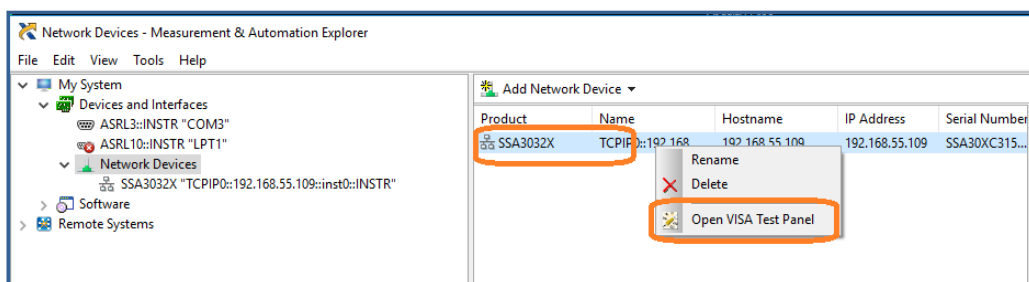 Network Devices - Measurement & Automation Explorer
File Edit View Tools Help
My System
Devices and Interfaces
ASRL3::INSTR "COM3"
ASRL10::INSTR "LPT1"
Network Devices
SSA3032X "TCPIP0::192.168.55.109::inst0::INSTR"
Software
Remote Systems
Add Network Device
Product Name Hostname IP Address Serial Number
SSA3032X TCPIP0::192.168 192.168.55.109 192.168.55.109 SSA30XC315...
Rename
Delete
Open VISA Test Panel